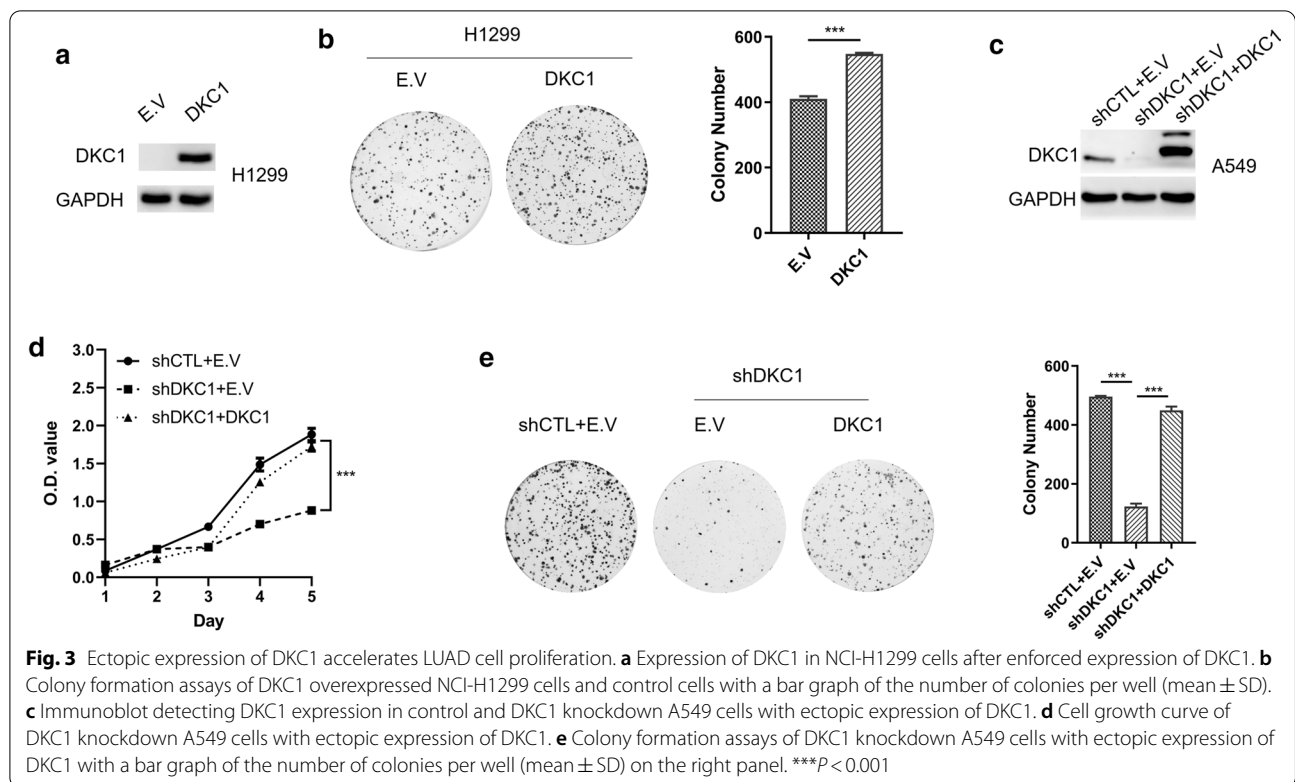 a
E.V
DKC1
DKC1
GAPDH
H1299
b
H1299
E.V
DKC1
600
400
200
0
Colony Number
***
E.V
DKC1
c
shCTL+E.V
shDKC1+E.V
shDKC1+DKC1
DKC1
GAPDH
A549
d
3.0
2.5
2.0
1.5
1.0
0.5
0.0
O.D. value
shCTL+E.V
shDKC1+E.V
shDKC1+DKC1
***
1 2 3 4 5
Day
e
shDKC1
shCTL+E.V
E.V
DKC1
600
400
200
0
Colony Number
***
***
shCTL+E.V
shDKC1+E.V
shDKC1+DKC1
Fig. 3 Ectopic expression of DKC1 accelerates LUAD cell proliferation. a Expression of DKC1 in NCI-H1299 cells after enforced expression of DKC1. b
Colony formation assays of DKC1 overexpressed NCI-H1299 cells and control cells with a bar graph of the number of colonies per well (mean ± SD).
c Immunoblot detecting DKC1 expression in control and DKC1 knockdown A549 cells with ectopic expression of DKC1. d Cell growth curve of
DKC1 knockdown A549 cells with ectopic expression of DKC1. e Colony formation assays of DKC1 knockdown A549 cells with ectopic expression of
DKC1 with a bar graph of the number of colonies per well (mean ± SD) on the right panel. ***P < 0.001